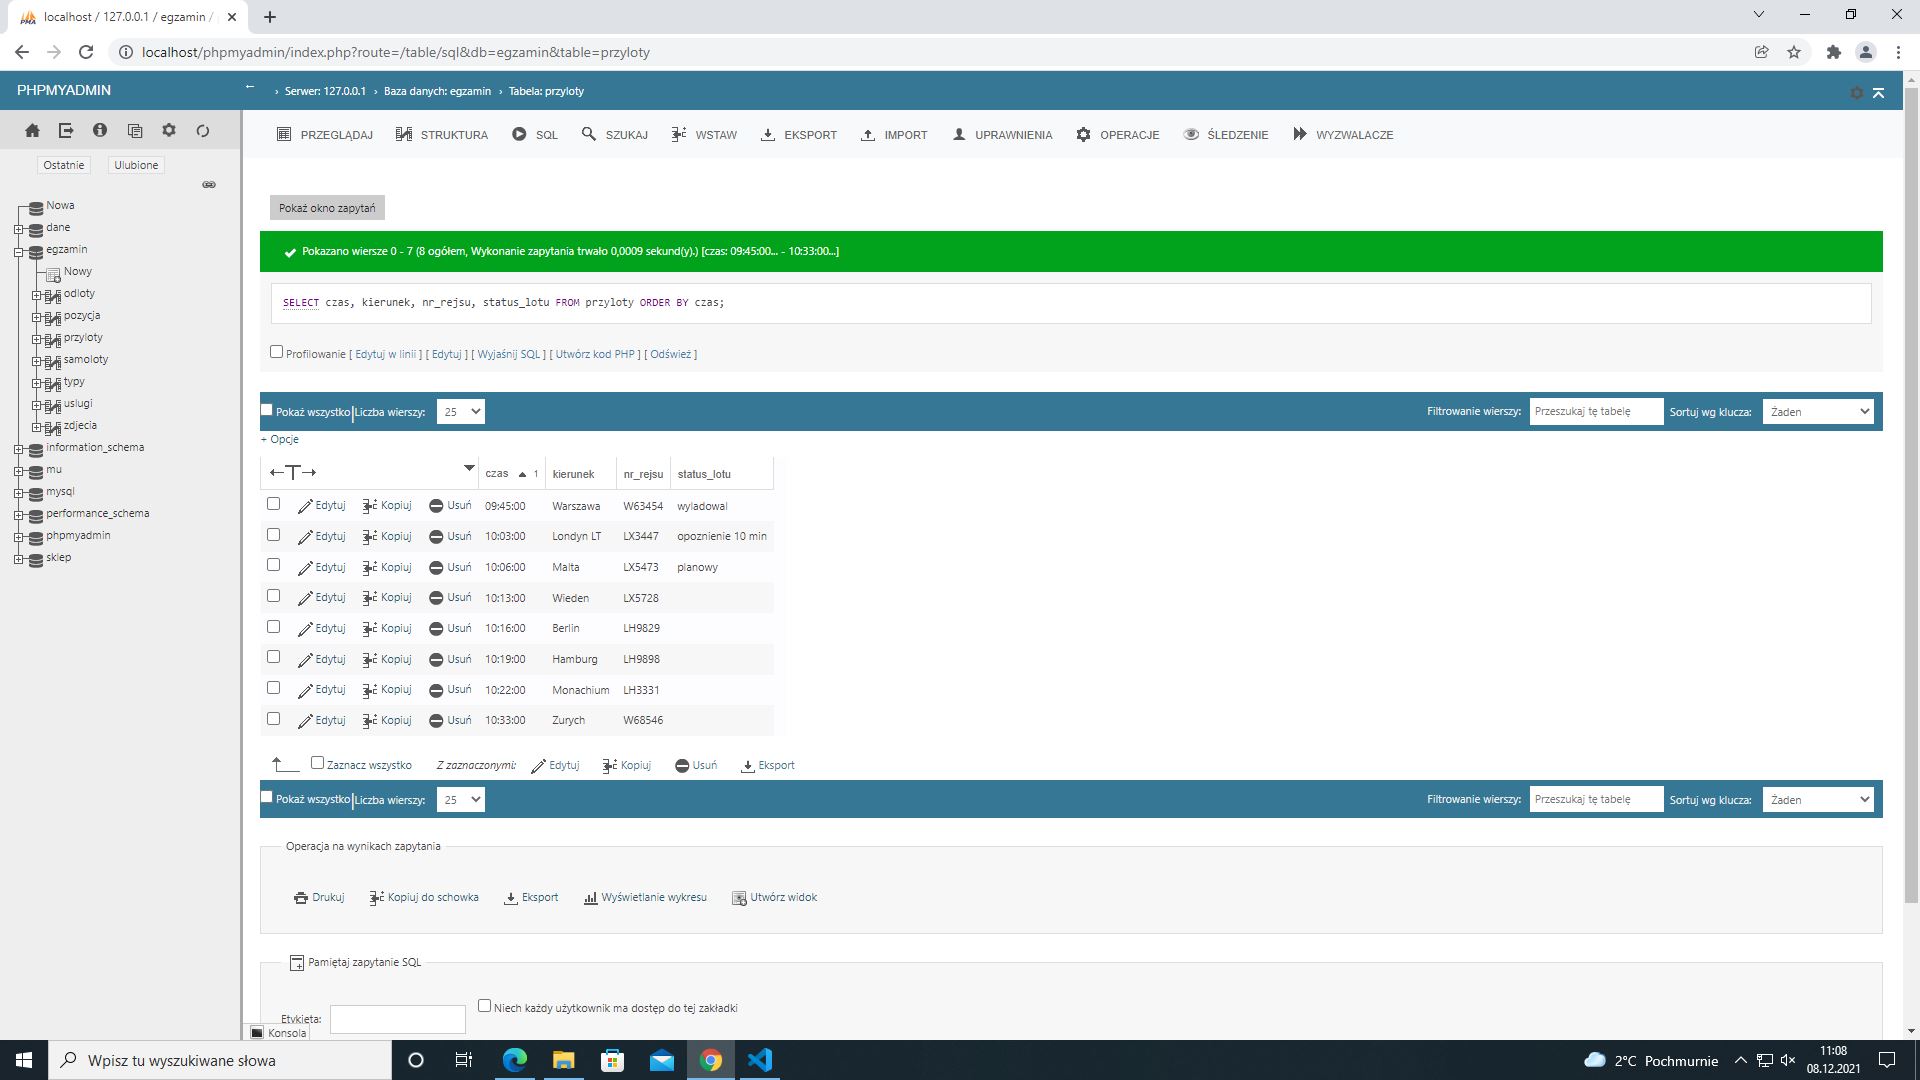 localhost / 127.0.0.1 / egzamin /
localhost/phpmyadmin/index.php?route=/table/sql&db=egzamin&table=przyloty
PHPMYADMIN
Serwer: 127.0.0.1 › Baza danych: egzamin › Tabela: przyloty
PRZEGLĄDAJ STRUKTURA SQL SZUKAJ WSTAW EKSPORT IMPORT UPRAWNIENIA OPERACJE ŚLEDZENIE WYZWALACZE
Ostatnie Ulubione
Nowa
dane
egzamin
Nowy
odloty
pozycja
przyloty
samoloty
typy
uslugi
zdjecia
information_schema
mu
mysql
performance_schema
phpmyadmin
sklep
Pokaż okno zapytań
Pokazano wiersze 0 - 7 (8 ogółem, Wykonanie zapytania trwało 0,0009 sekund(y).) [czas: 09:45:00... - 10:33:00...]
SELECT czas, kierunek, nr_rejsu, status_lotu FROM przyloty ORDER BY czas;
Profilowanie [ Edytuj w linii ] [ Edytuj ] [ Wyjaśnij SQL ] [ Utwórz kod PHP ] [ Odśwież ]
Pokaż wszystko Liczba wierszy: 25 Filtrowanie wierszy: Przeszukaj tę tabelę Sortuj wg klucza: Żaden
+ Opcje
←T→ czas 1 kierunek nr_rejsu status_lotu
Edytuj Kopiuj Usuń 09:45:00 Warszawa W63454 wyladowal
Edytuj Kopiuj Usuń 10:03:00 Londyn LT LX3447 opoznienie 10 min
Edytuj Kopiuj Usuń 10:06:00 Malta LX5473 planowy
Edytuj Kopiuj Usuń 10:13:00 Wieden LX5728
Edytuj Kopiuj Usuń 10:16:00 Berlin LH9829
Edytuj Kopiuj Usuń 10:19:00 Hamburg LH9898
Edytuj Kopiuj Usuń 10:22:00 Monachium LH3331
Edytuj Kopiuj Usuń 10:33:00 Zurych W68546
Zaznacz wszystko Z zaznaczonymi: Edytuj Kopiuj Usuń Eksport
Pokaż wszystko Liczba wierszy: 25 Filtrowanie wierszy: Przeszukaj tę tabelę Sortuj wg klucza: Żaden
Operacja na wynikach zapytania
Drukuj Kopiuj do schowka Eksport Wyświetlanie wykresu Utwórz widok
Pamiętaj zapytanie SQL
Etykieta: Niech każdy użytkownik ma dostęp do tej zakładki
Konsola
Wpisz tu wyszukiwane słowa
2°C Pochmurnie
11:08
08.12.2021